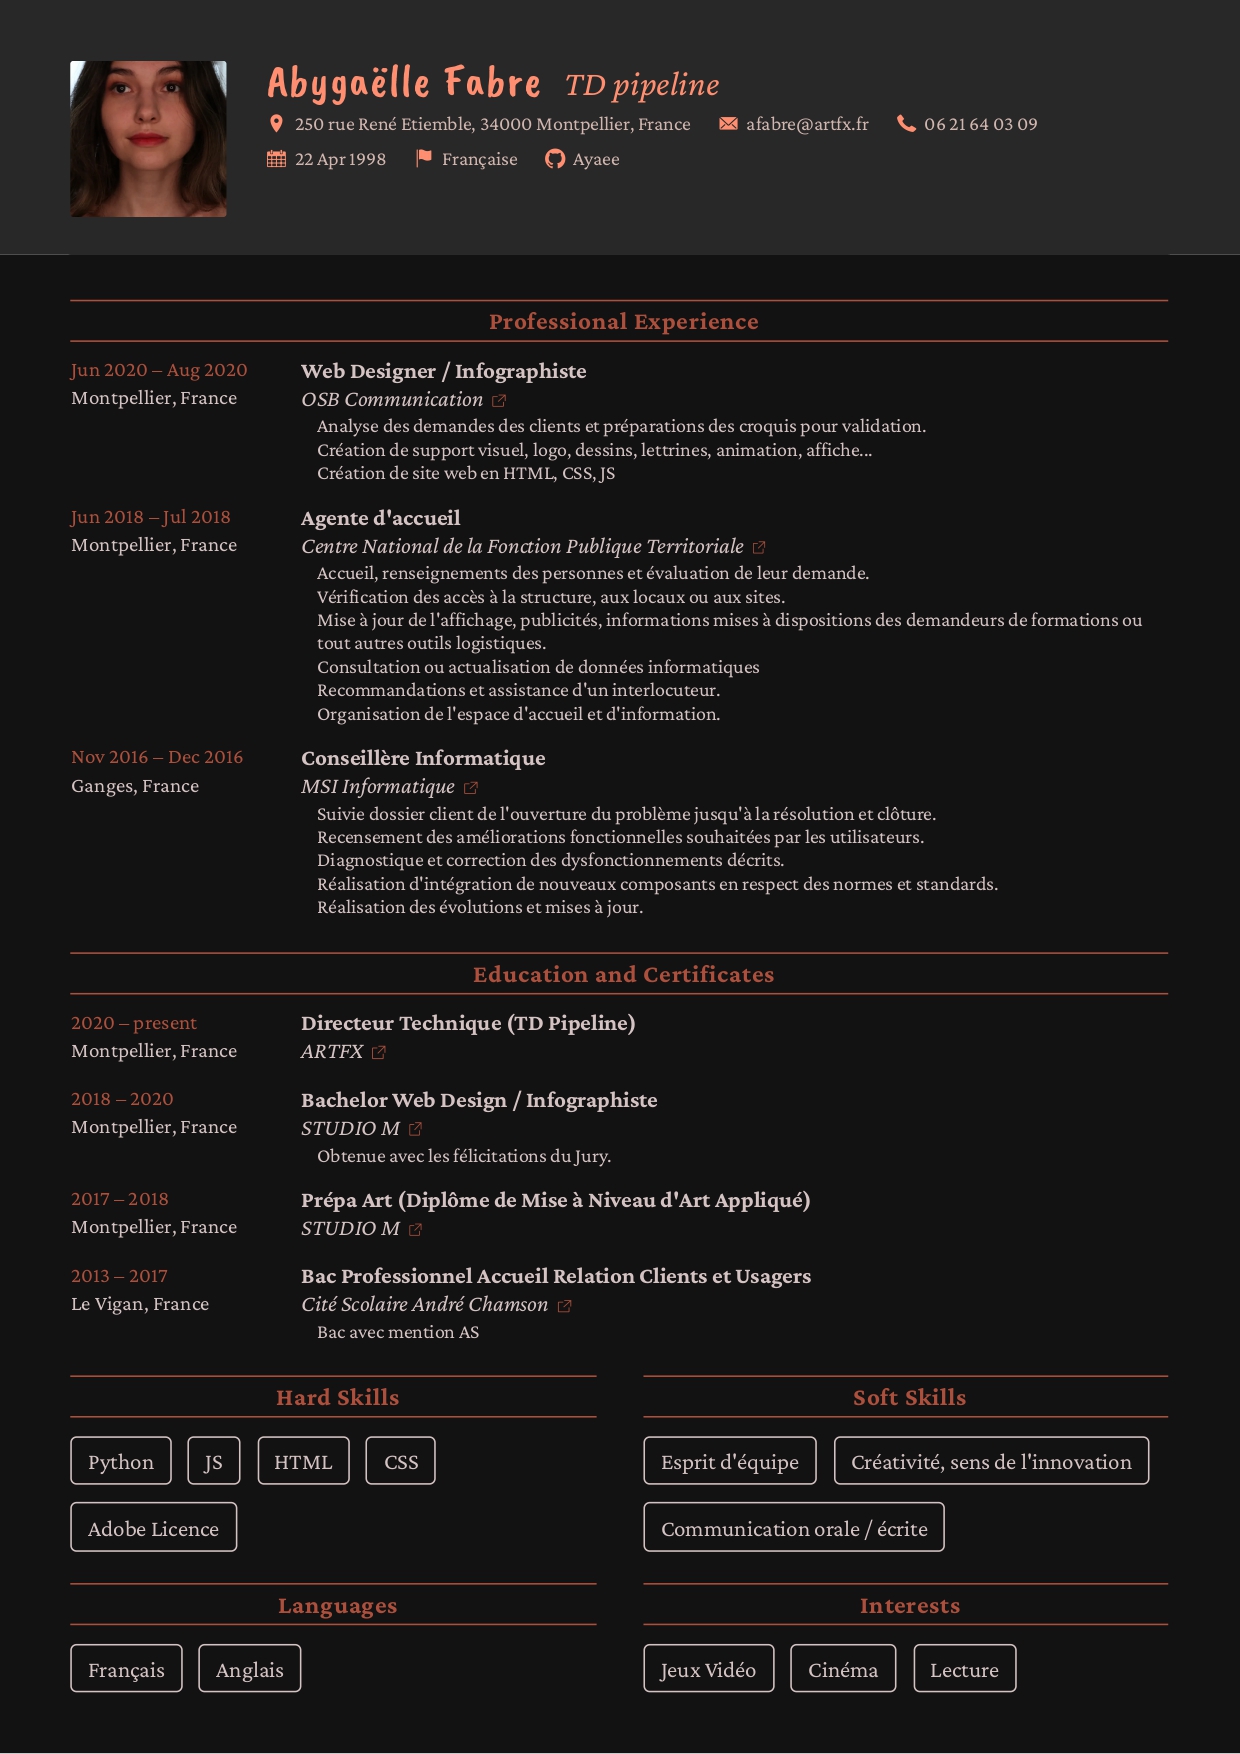 Abygaëlle Fabre TD pipeline
250 rue René Etiemble, 34000 Montpellier, France afabre@artfx.fr 06 21 64 03 09
22 Apr 1998 Française Ayaee
Professional Experience
Jun 2020 – Aug 2020 Web Designer / Infographiste
Montpellier, France OSB Communication
Analyse des demandes des clients et préparations des croquis pour validation.
Création de support visuel, logo, dessins, lettrines, animation, affiche...
Création de site web en HTML, CSS, JS
Jun 2018 – Jul 2018 Agente d'accueil
Montpellier, France Centre National de la Fonction Publique Territoriale
Accueil, renseignements des personnes et évaluation de leur demande.
Vérification des accès à la structure, aux locaux ou aux sites.
Mise à jour de l'affichage, publicités, informations mises à dispositions des demandeurs de formations ou
tout autres outils logistiques.
Consultation ou actualisation de données informatiques
Recommandations et assistance d'un interlocuteur.
Organisation de l'espace d'accueil et d'information.
Nov 2016 – Dec 2016 Conseillère Informatique
Ganges, France MSI Informatique
Suivie dossier client de l'ouverture du problème jusqu'à la résolution et clôture.
Recensement des améliorations fonctionnelles souhaitées par les utilisateurs.
Diagnostique et correction des dysfonctionnements décrits.
Réalisation d'intégration de nouveaux composants en respect des normes et standards.
Réalisation des évolutions et mises à jour.
Education and Certificates
2020 – present Directeur Technique (TD Pipeline)
Montpellier, France ARTFX
2018 – 2020 Bachelor Web Design / Infographiste
Montpellier, France STUDIO M
Obtenue avec les félicitations du Jury.
2017 – 2018 Prépa Art (Diplôme de Mise à Niveau d'Art Appliqué)
Montpellier, France STUDIO M
2013 – 2017 Bac Professionnel Accueil Relation Clients et Usagers
Le Vigan, France Cité Scolaire André Chamson
Bac avec mention AS
Hard Skills
Python JS HTML CSS
Adobe Licence
Soft Skills
Esprit d'équipe Créativité, sens de l'innovation
Communication orale / écrite
Languages
Français Anglais
Interests
Jeux Vidéo Cinéma Lecture